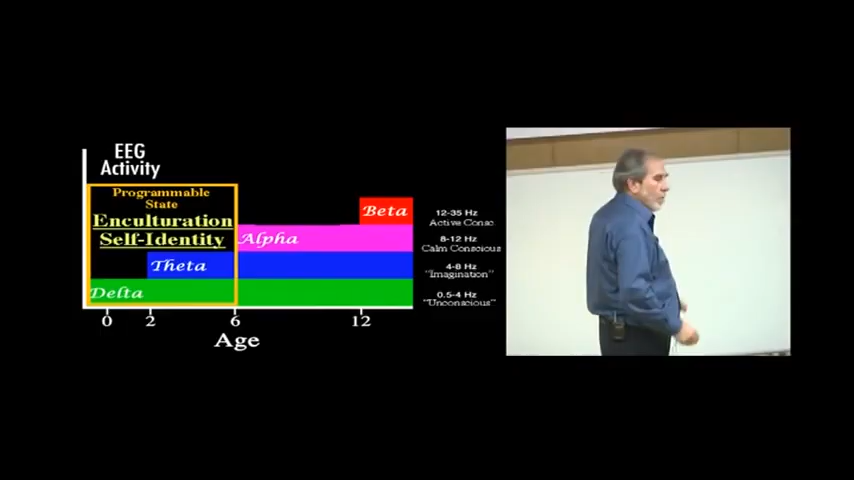 EEG
Activity
Programmable
State
Enculturation
Self-Identity
Beta
Alpha
Theta
Delta
12-35 Hz
Active Consc.
8-12 Hz
Calm Conscious
4-8 Hz
"Imagination"
0.5-4 Hz
"Unconscious"
0 2 6 12
Age